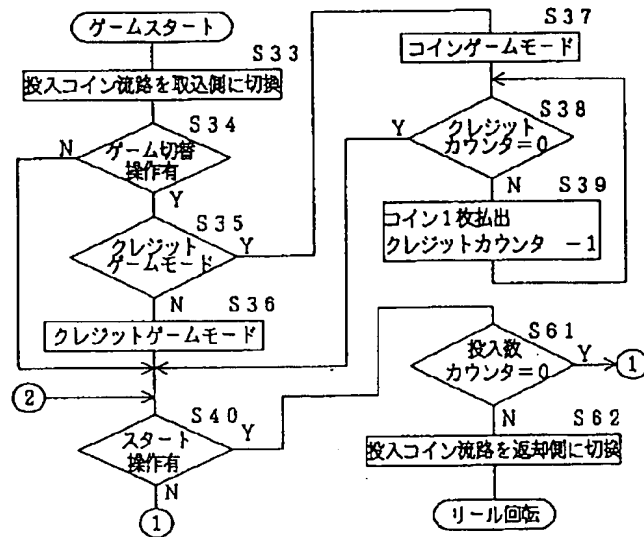 ゲームスタート
S33
投入コイン流路を取込側に切換
S34
N
ゲーム切替
操作有
Y
S35
クレジット
ゲームモード
Y
N
S36
クレジットゲームモード
2
S40
スタート
操作有
Y
N
1
S37
コインゲームモード
S38
Y
クレジット
カウンタ=0
N
S39
コイン1枚払出
クレジットカウンタ -1
S61
投入数
カウンタ=0
Y
1
N
S62
投入コイン流路を返却側に切換
リール回転